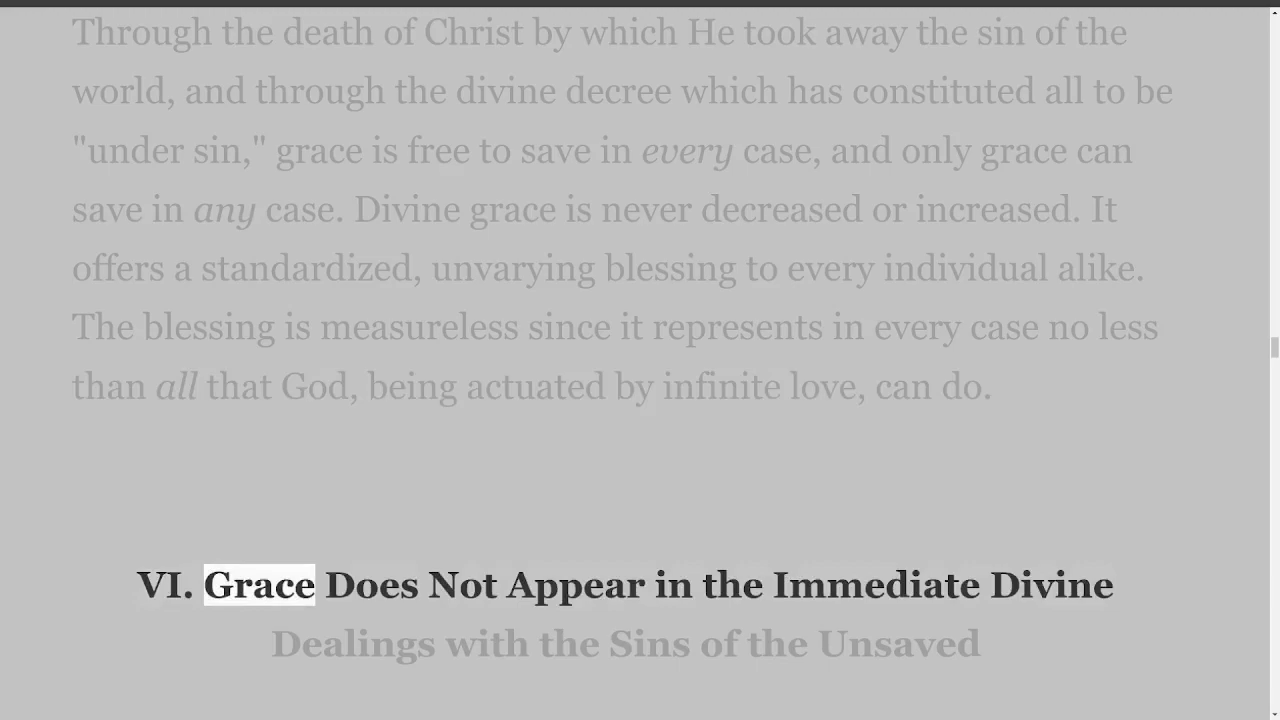 Through the death of Christ by which He took away the sin of the
world, and through the divine decree which has constituted all to be
"under sin," grace is free to save in every case, and only grace can
save in any case. Divine grace is never decreased or increased. It
offers a standardized, unvarying blessing to every individual alike.
The blessing is measureless since it represents in every case no less
than all that God, being actuated by infinite love, can do.
VI. Grace Does Not Appear in the Immediate Divine
Dealings with the Sins of the Unsaved